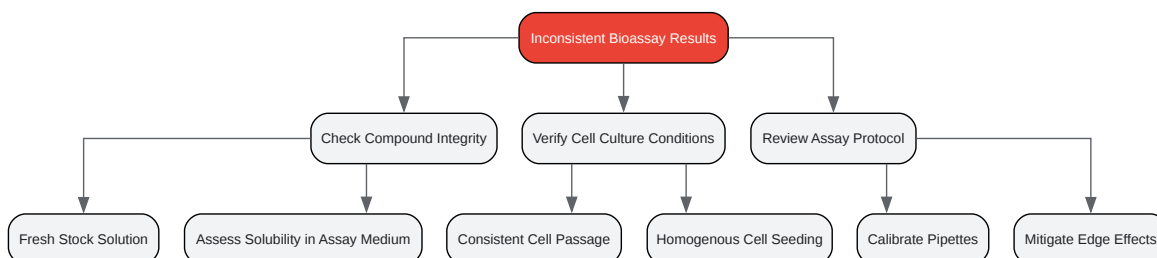 Inconsistent Bioassay Results
Check Compound Integrity
Verify Cell Culture Conditions
Review Assay Protocol
Fresh Stock Solution
Assess Solubility in Assay Medium
Consistent Cell Passage
Homogenous Cell Seeding
Calibrate Pipettes
Mitigate Edge Effects